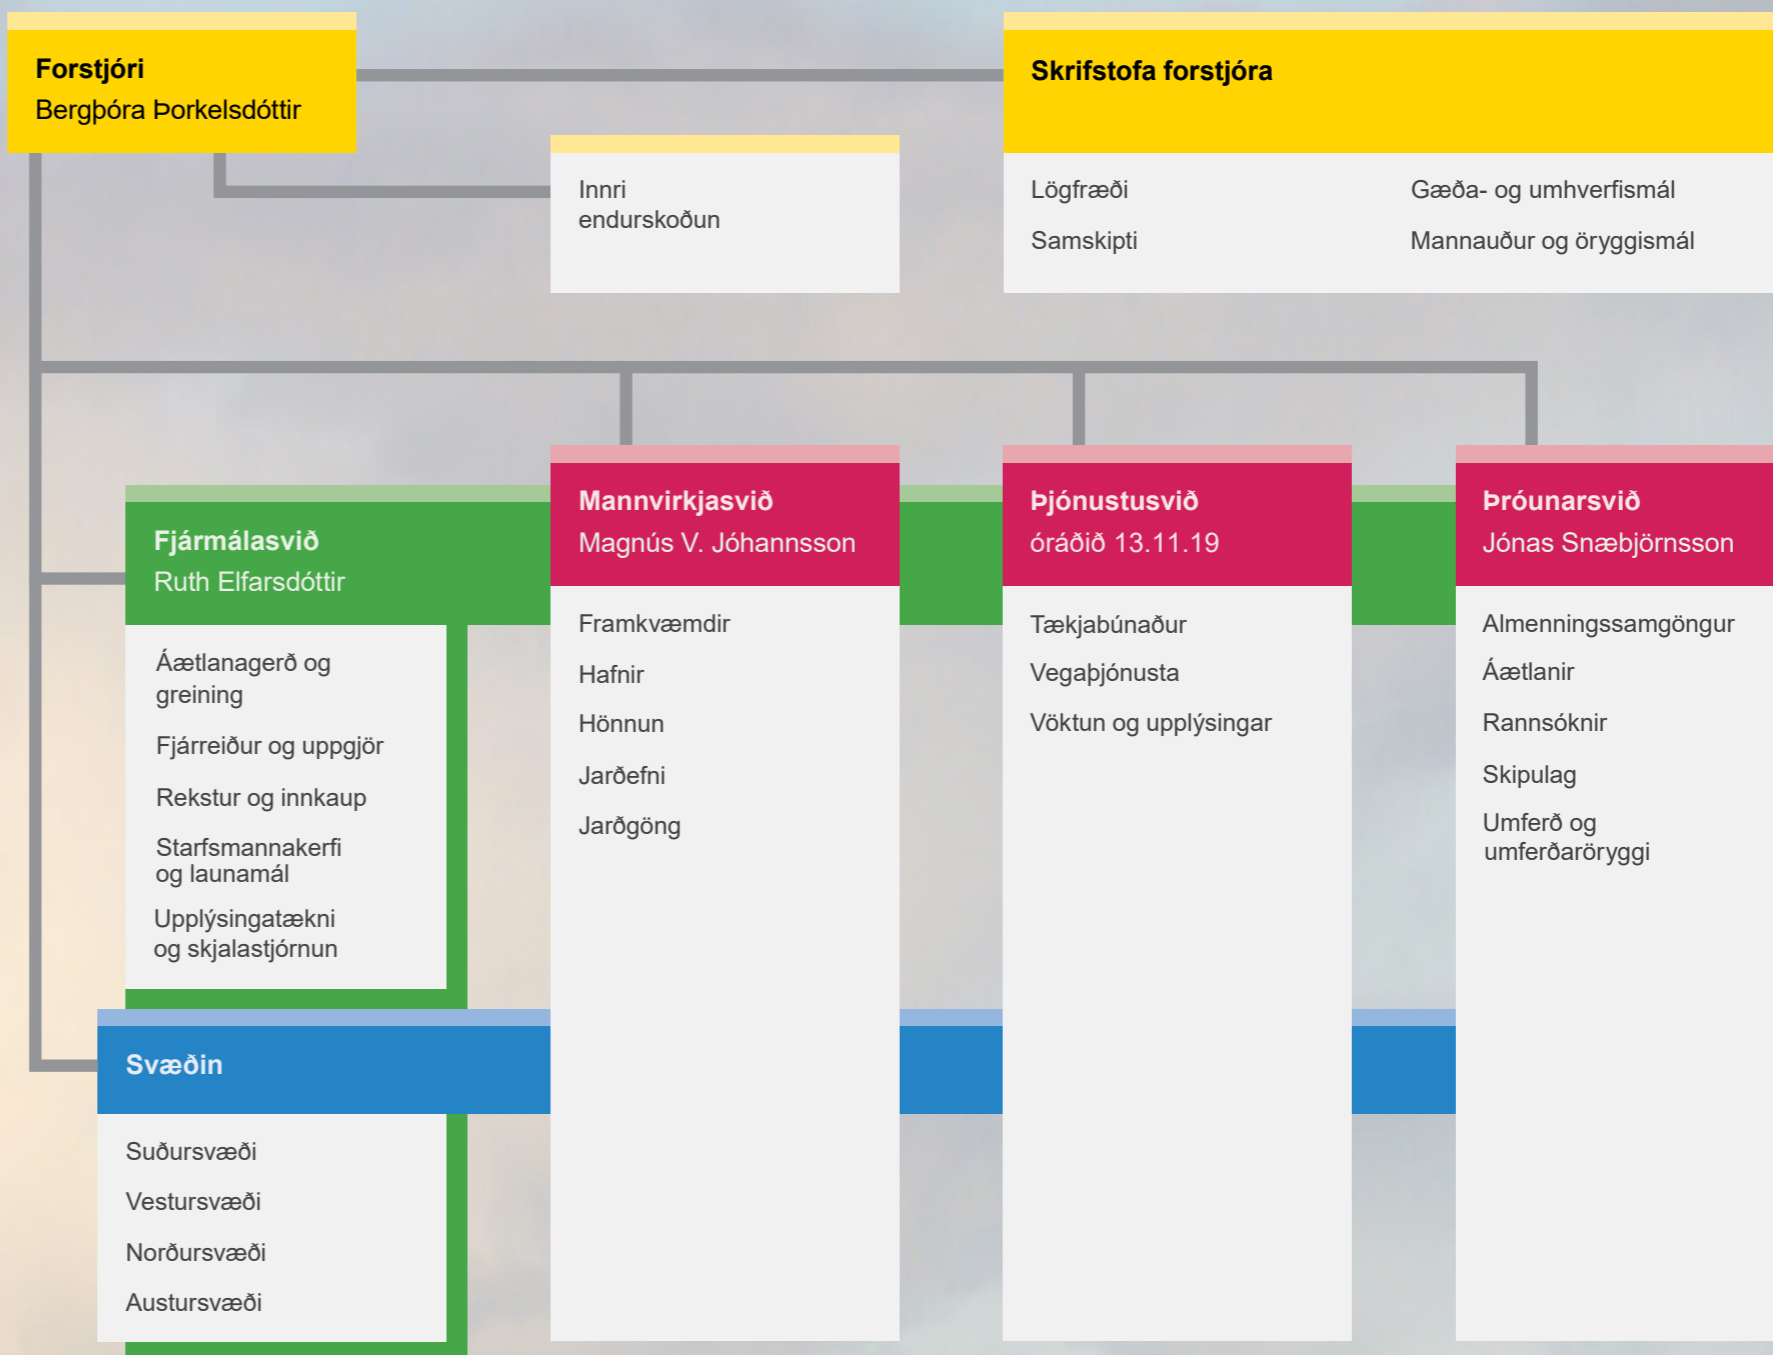 Forstjóri
Bergþóra Þorkelsdóttir
Skrifstofa forstjóra
Innri
endurskoðun
Lögfræði
Samskipti
Gæða- og umhverfismál
Mannauður og öryggismál
Fjármálasvið
Ruth Elfarsdóttir
Áætlanagerð og
greining
Fjárreiður og uppgjör
Rekstur og innkaup
Starfsmannakerfi
og launamál
Upplýsingatækni
og skjalastjórnun
Mannvirkjasvið
Magnús V. Jóhannsson
Framkvæmdir
Hafnir
Hönnun
Jarðefni
Jarðgöng
Þjónustusvið
óráðið 13.11.19
Tækjabúnaður
Vegaþjónusta
Vöktun og upplýsingar
Þróunarsvið
Jónas Snæbjörnsson
Almenningssamgöngur
Áætlanir
Rannsóknir
Skipulag
Umferð og
umferðaröryggi
Svæðin
Suðursvæði
Vestursvæði
Norðursvæði
Austursvæði